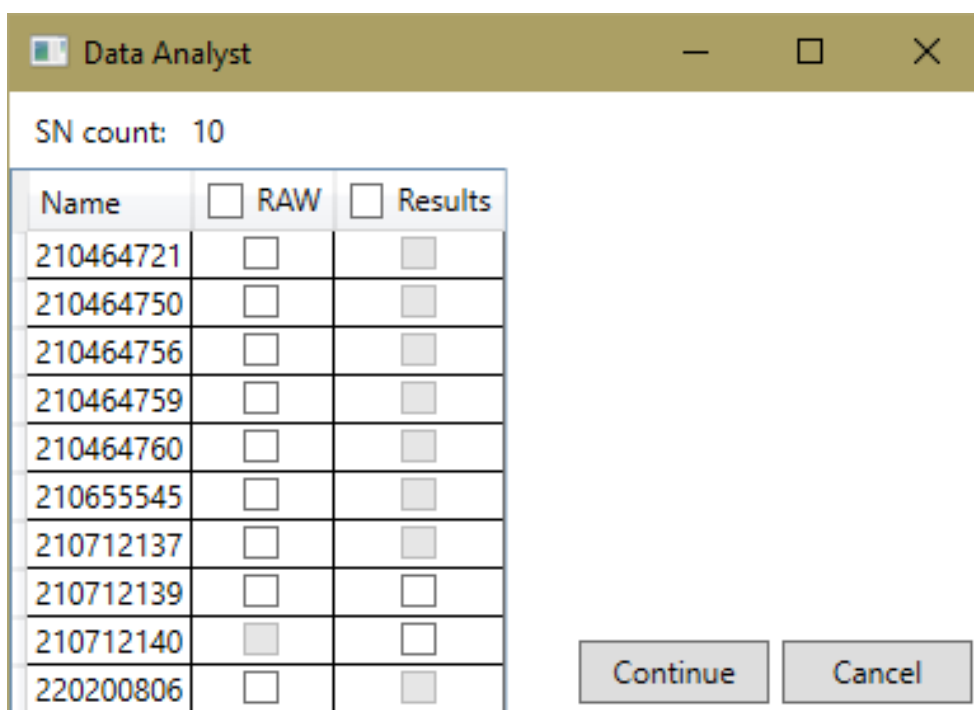 Data Analyst
SN count: 10
Name RAW Results
210464721
210464750
210464756
210464759
210464760
210655545
210712137
210712139
210712140
220200806
Continue Cancel